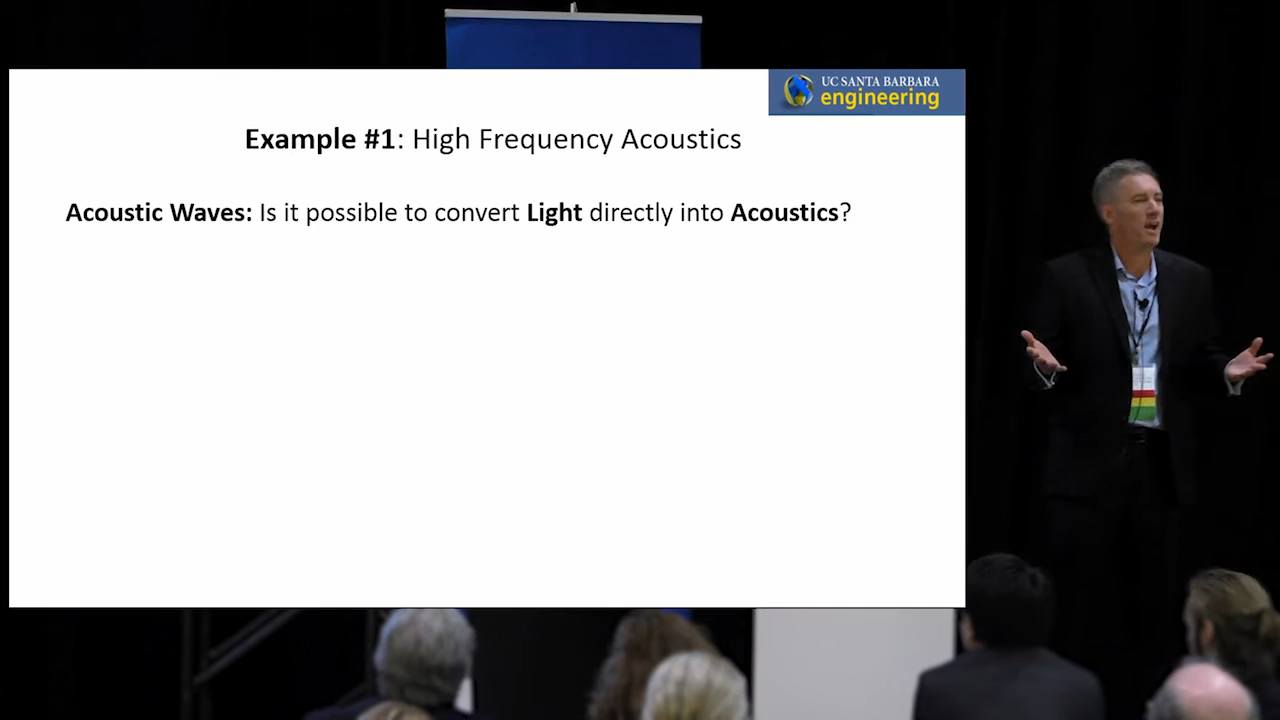 UC SANTA BARBARA
engineering
Example #1: High Frequency Acoustics
Acoustic Waves: Is it possible to convert Light directly into Acoustics?